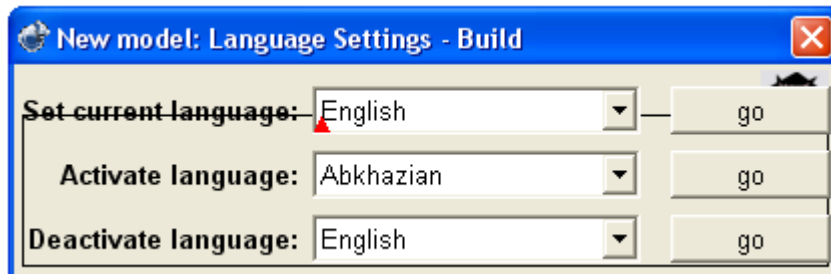 New model: Language Settings - Build
Set current language: English go
Activate language: Abkhazian go
Deactivate language: English go